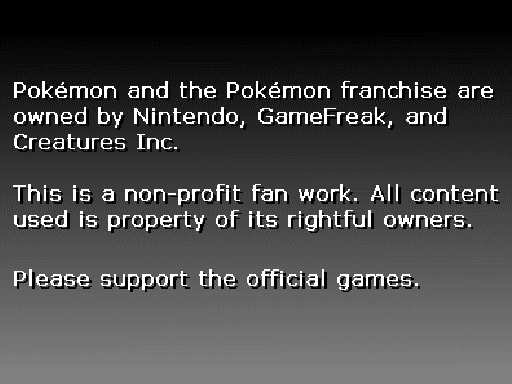 Pokémon and the Pokémon franchise are
owned by Nintendo, GameFreak, and
Creatures Inc.
This is a non-profit fan work. All content
used is property of its rightful owners.
Please support the official games.